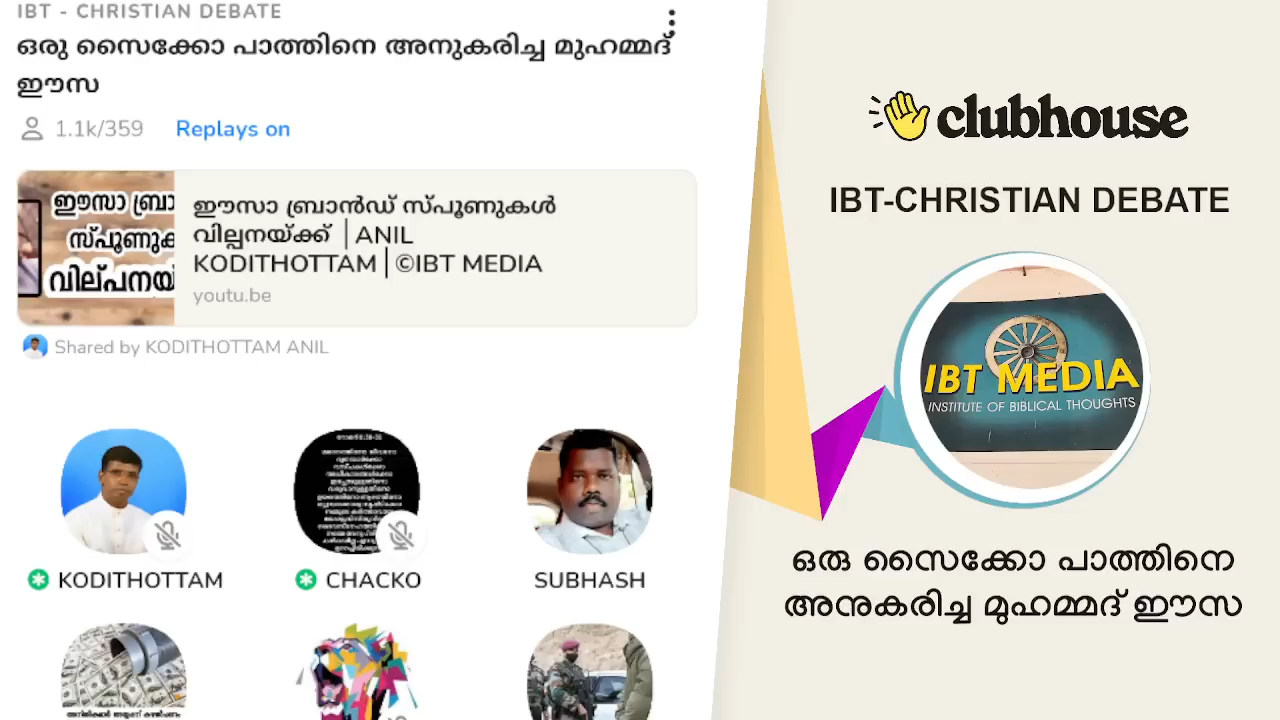 IBT - CHRISTIAN DEBATE
ഒരു സൈക്കോ പാത്തിനെ അനുകരിച്ച മുഹമ്മദ്
ഈസ
1.1k/359
Replays on
ഈസാ ബ്രാ
സ്പൂണുക
വില്പനയ്
ഈസാ ബ്രാൻഡ് സ്പൂണുകൾ
വില്പനയ്ക്ക് │ANIL
KODITHOTTAM│©IBT MEDIA
youtu.be
Shared by KODITHOTTAM ANIL
KODITHOTTAM
CHACKO
SUBHASH
clubhouse
IBT-CHRISTIAN DEBATE
IBT MEDIA
INSTITUTE OF BIBLICAL THOUGHTS
ഒരു സൈക്കോ പാത്തിനെ
അനുകരിച്ച മുഹമ്മദ് ഈസ